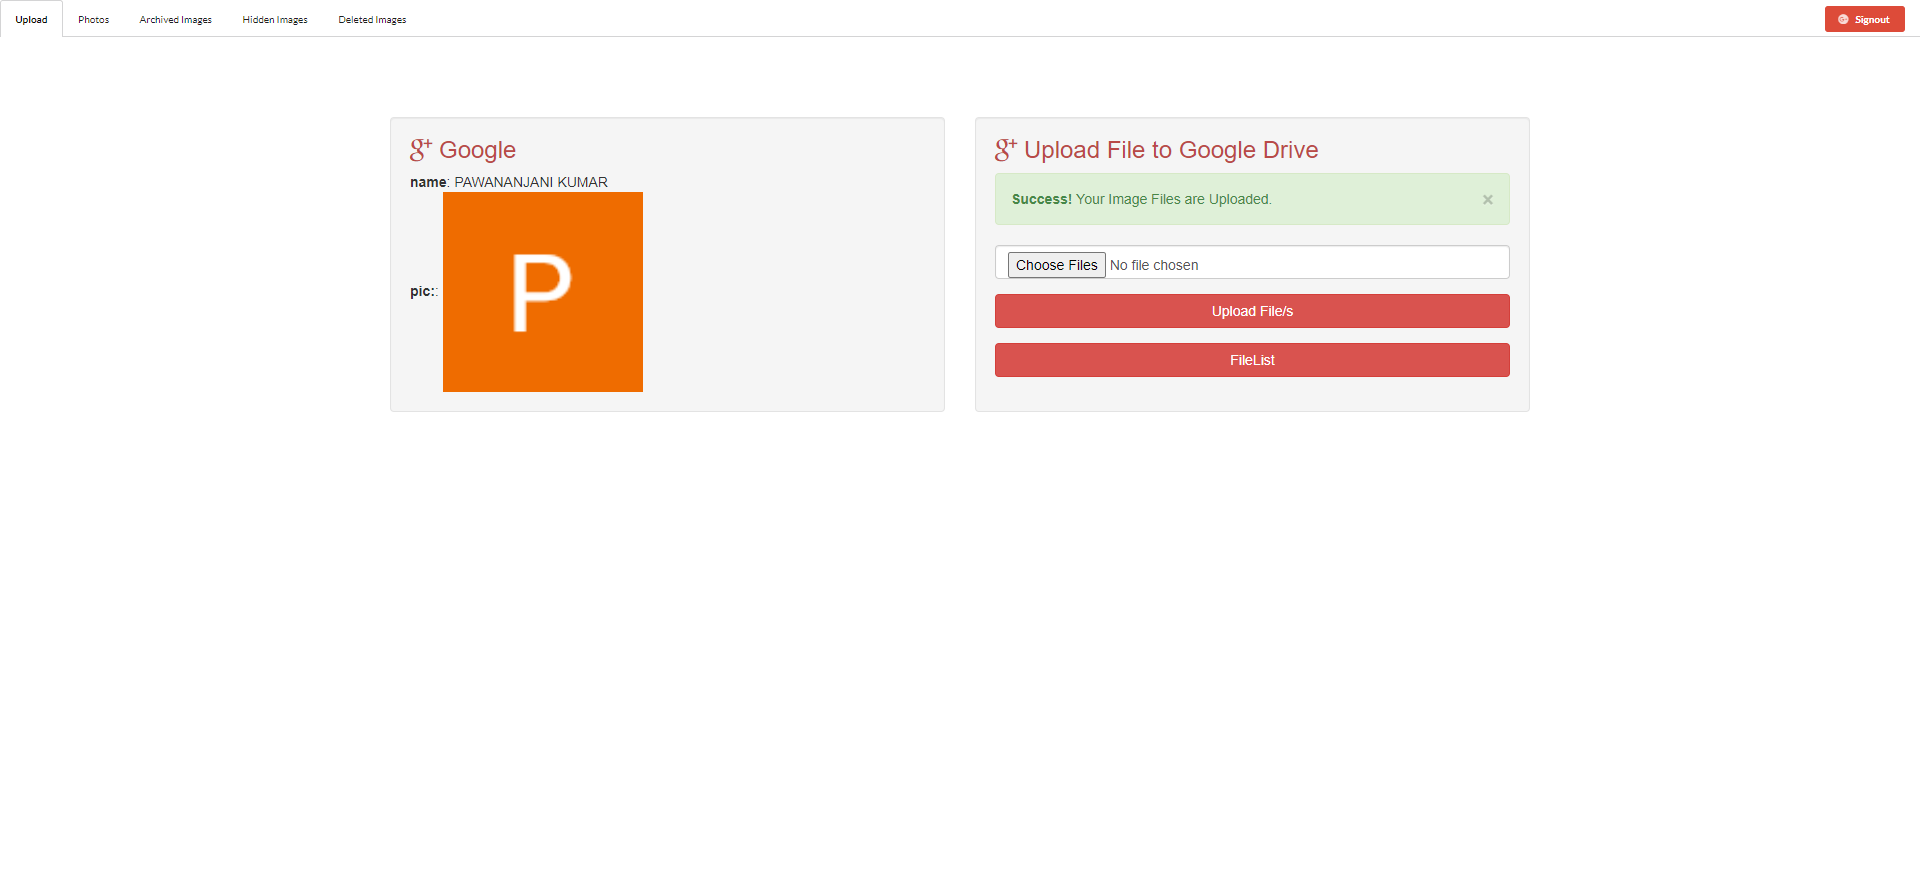 Upload Photos Archived Images Hidden Images Deleted Images Signout
g+ Google
name: PAWANANJANI KUMAR
P
pic::
g+ Upload File to Google Drive
Success! Your Image Files are Uploaded. ×
Choose Files No file chosen
Upload File/s
FileList